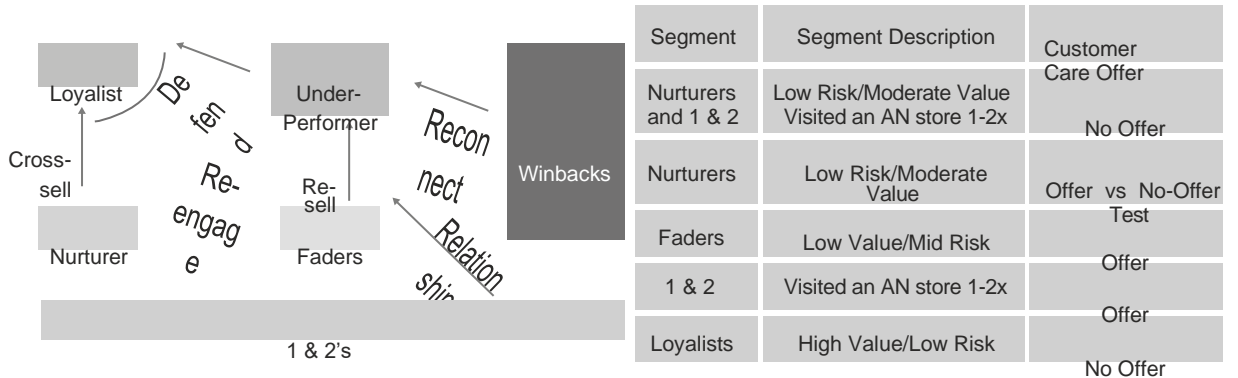 Loyalist
De
fen
d
Under-
Performer
Recon
nect
Winbacks
Cross-
sell
Re-
engag
e
Re-
sell
Relation
ship
Nurturer
Faders
1 & 2's
Segment
Segment Description
Customer
Care Offer
Nurturers
and 1 & 2
Low Risk/Moderate Value
Visited an AN store 1-2x
No Offer
Nurturers
Low Risk/Moderate
Value
Offer vs No-Offer
Test
Faders
Low Value/Mid Risk
Offer
1 & 2
Visited an AN store 1-2x
Offer
Loyalists
High Value/Low Risk
No Offer